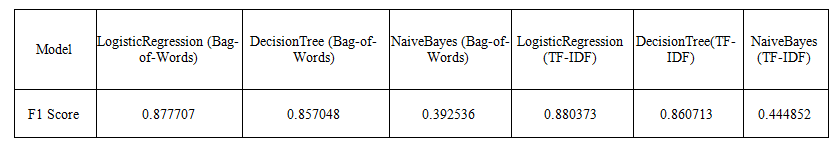 Model
LogisticRegression (Bag-
of-Words)
DecisionTree (Bag-of-
Words)
NaiveBayes (Bag-of-
Words)
LogisticRegression
(TF-IDF)
DecisionTree(TF-
IDF)
NaiveBayes
(TF-IDF)
F1 Score
0.877707
0.857048
0.392536
0.880373
0.860713
0.444852